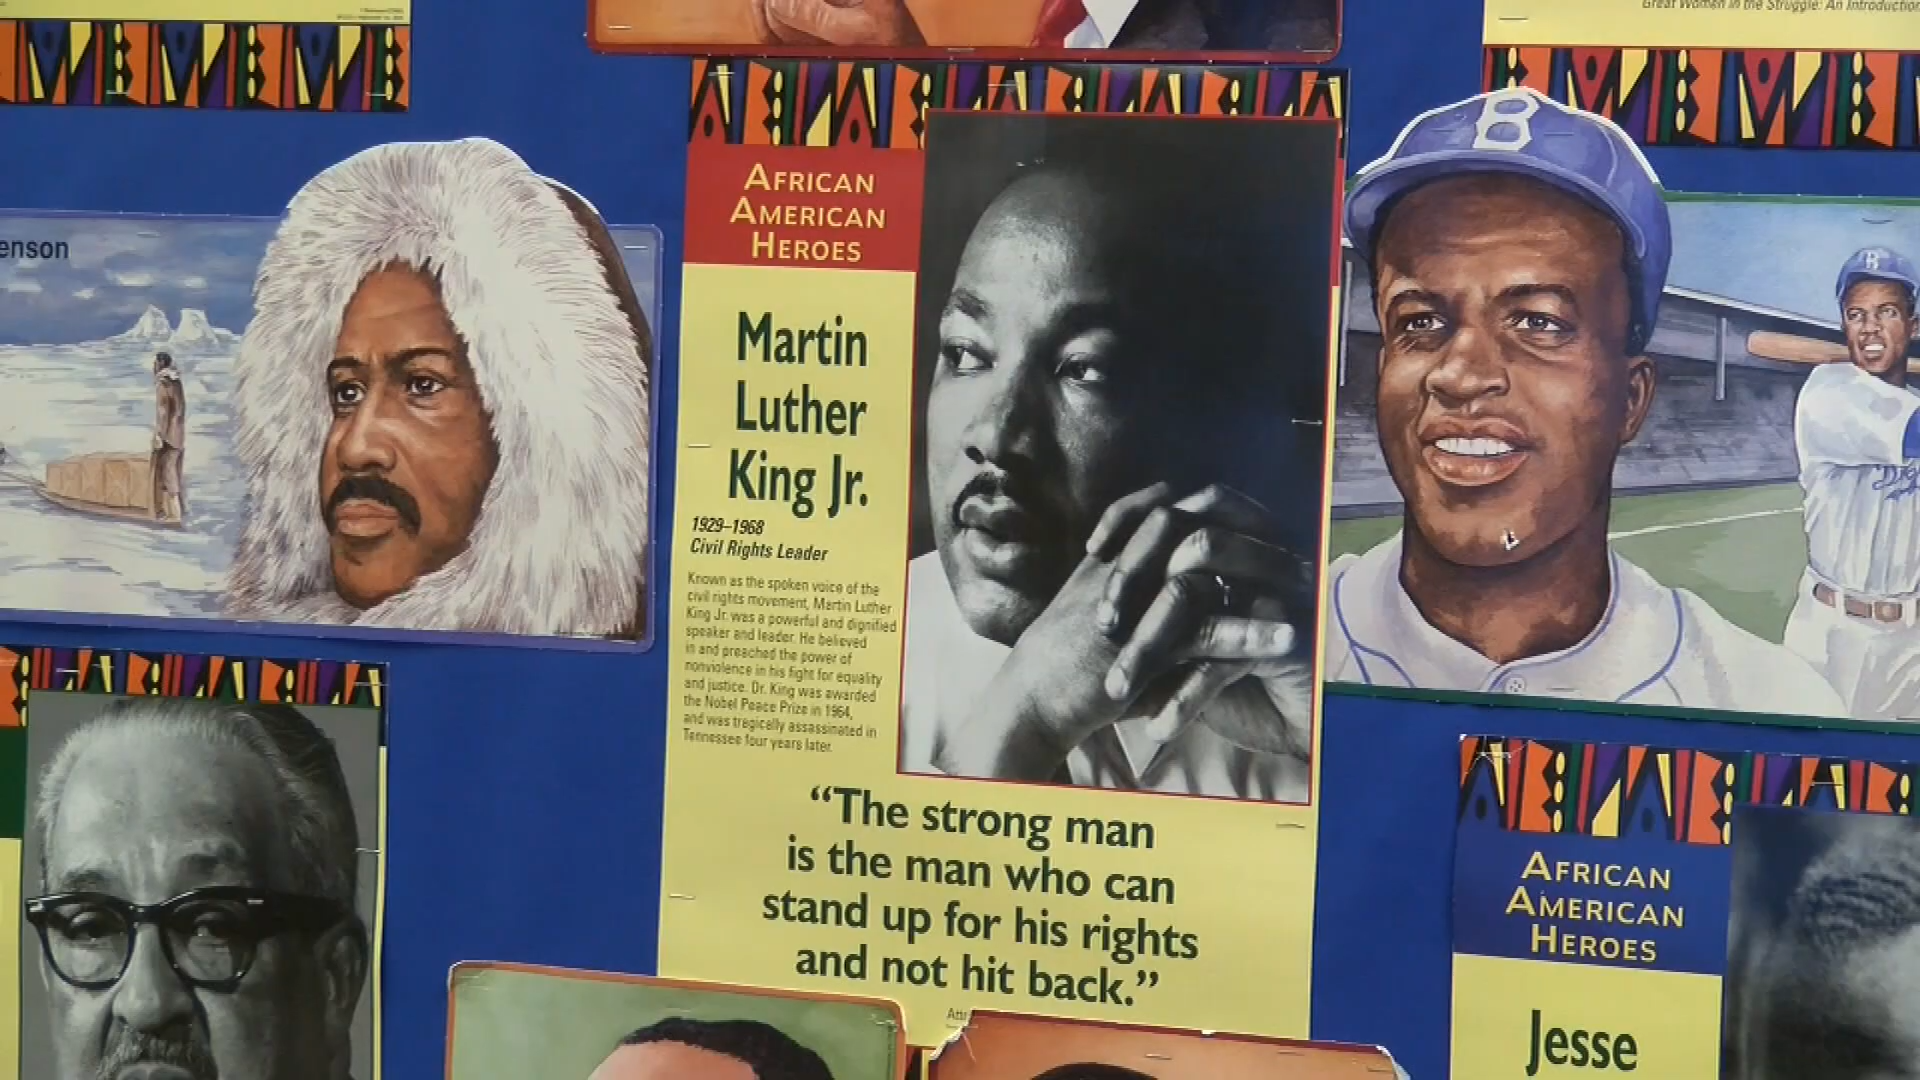 Great Women in the Struggle: An Introduction
enson
AFRICAN
AMERICAN
HEROES
Martin
Luther
King Jr.
1929–1968
Civil Rights Leader
Known as the spoken voice of the
civil rights movement, Martin Luther
King Jr. was a powerful and dignified
speaker and leader. He believed
in and preached the power of
nonviolence in his fight for equality
and justice. Dr. King was awarded
the Nobel Peace Prize in 1964,
and was tragically assassinated in
Tennessee four years later.
“The strong man
is the man who can
stand up for his rights
and not hit back.”
B
B
AFRICAN
AMERICAN
HEROES
Jesse